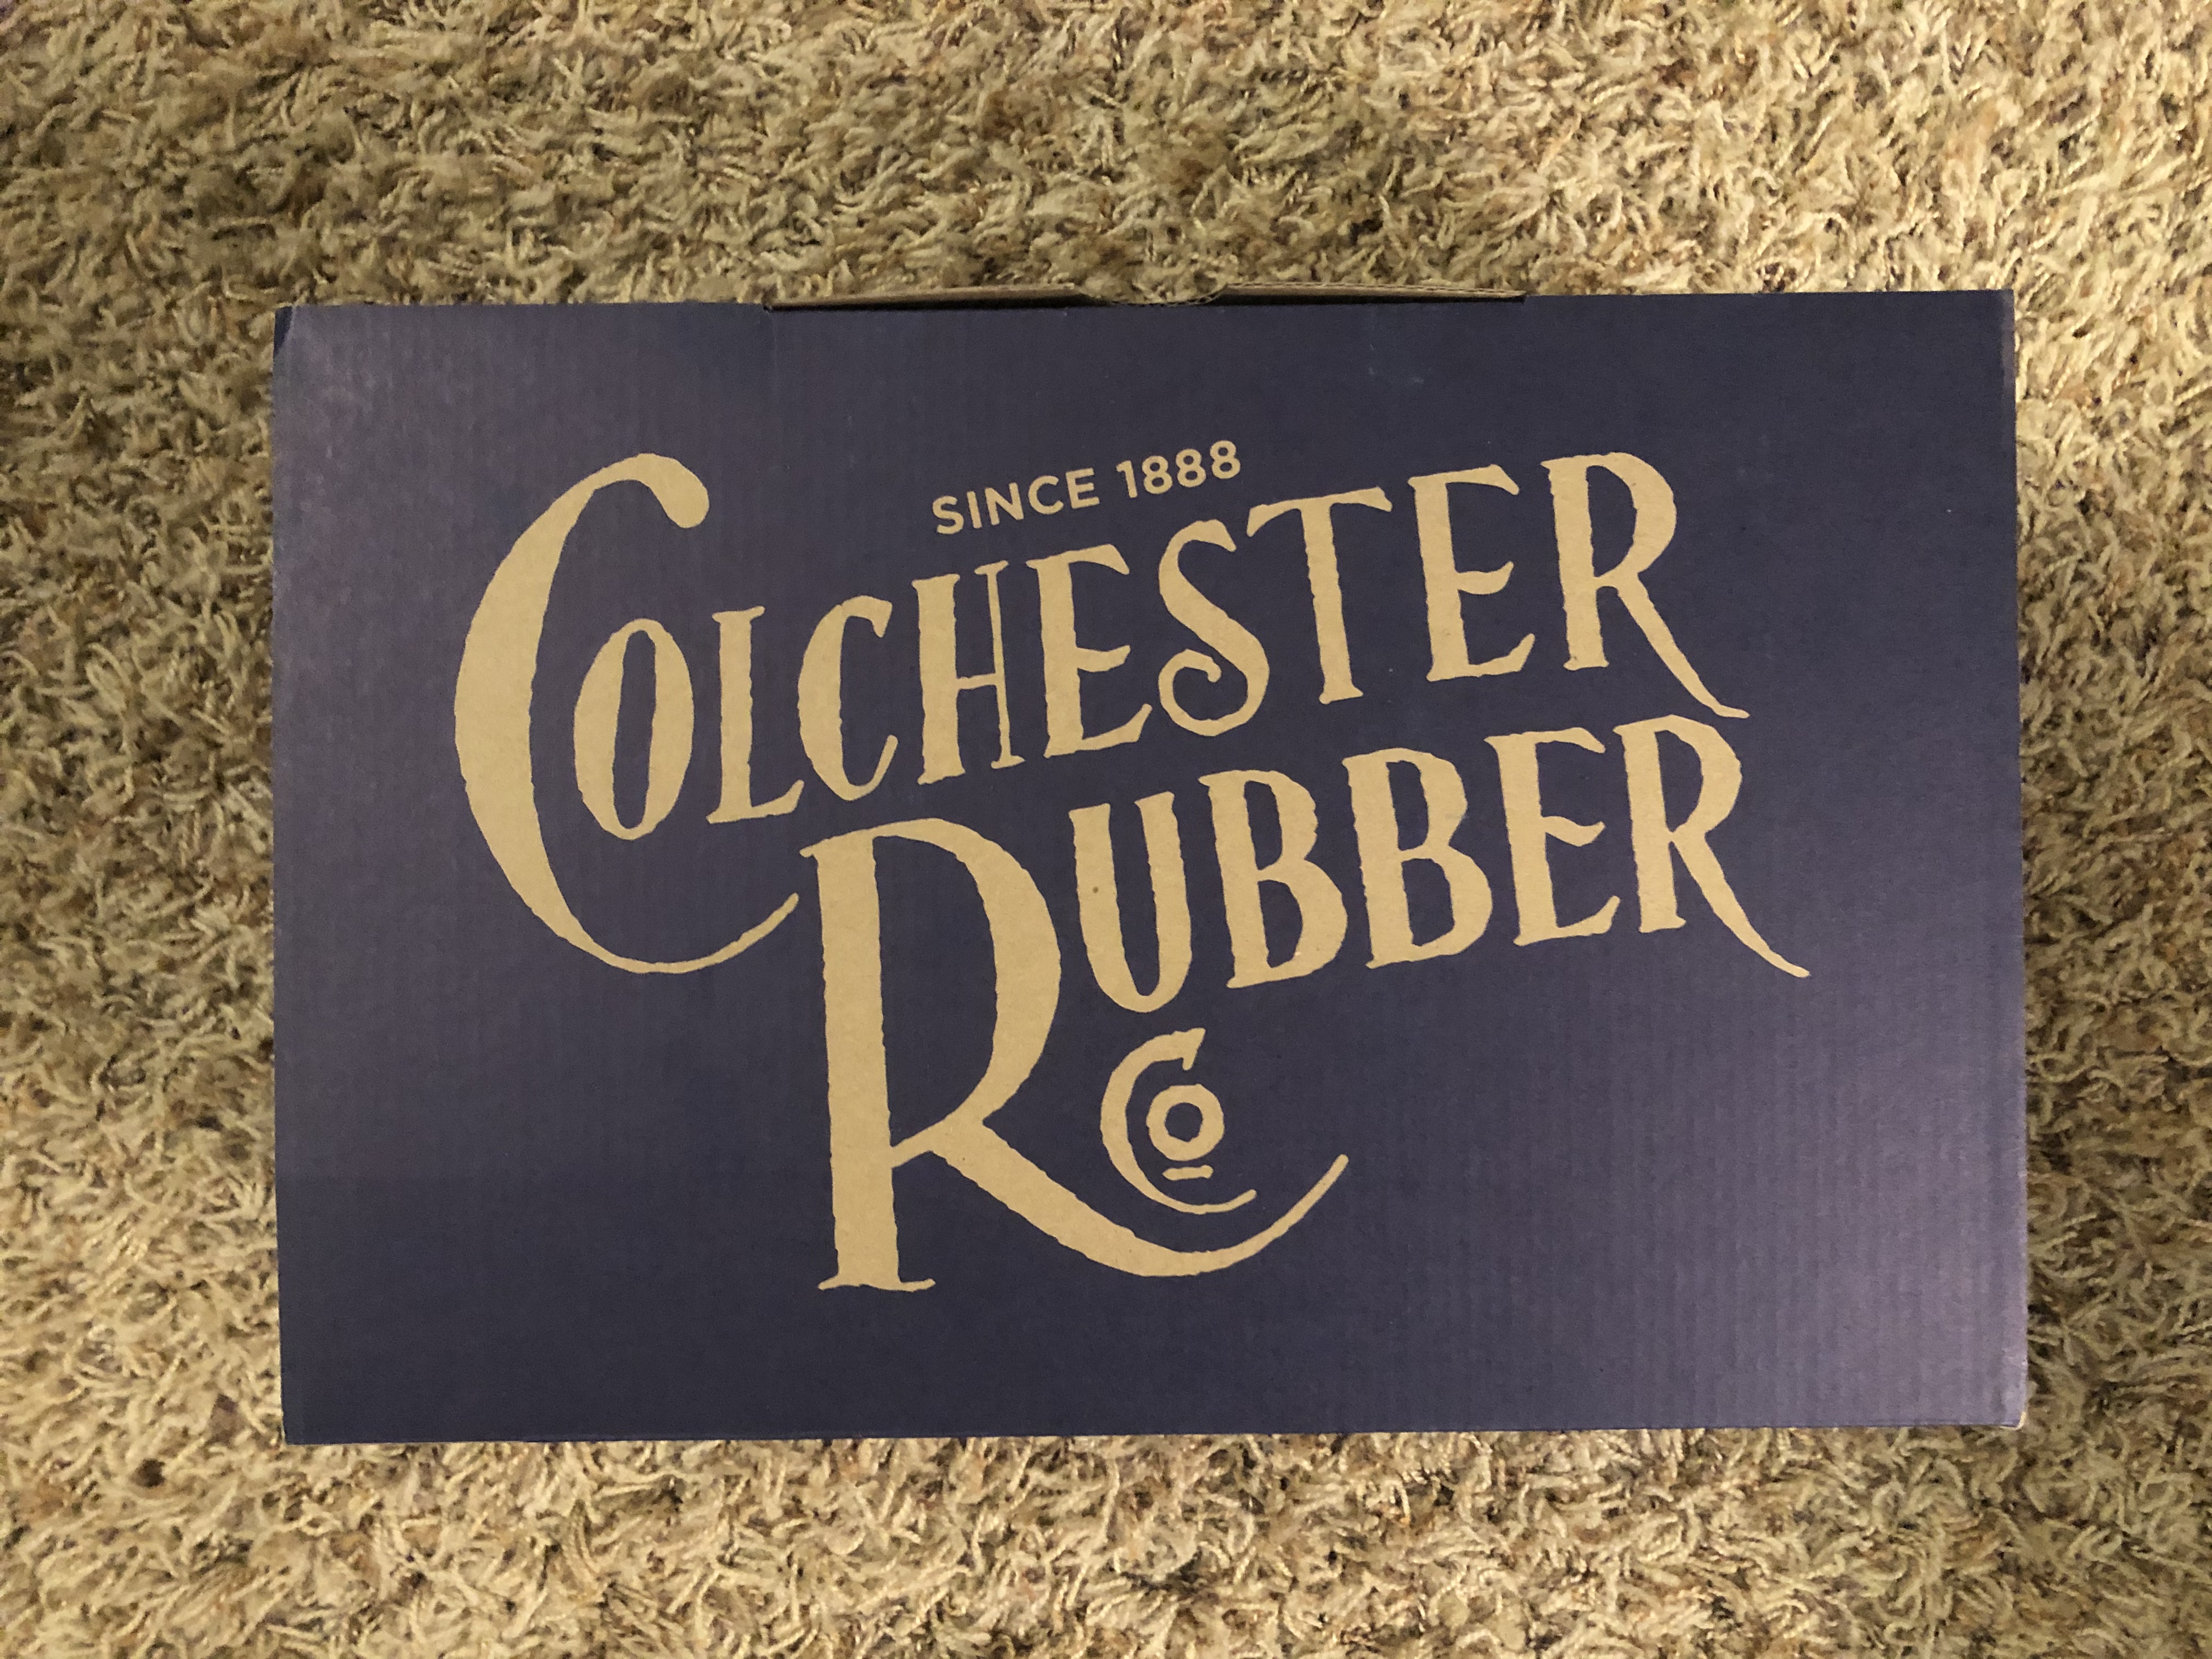 SINCE 1888
COLCHESTER
RUBBER
Co